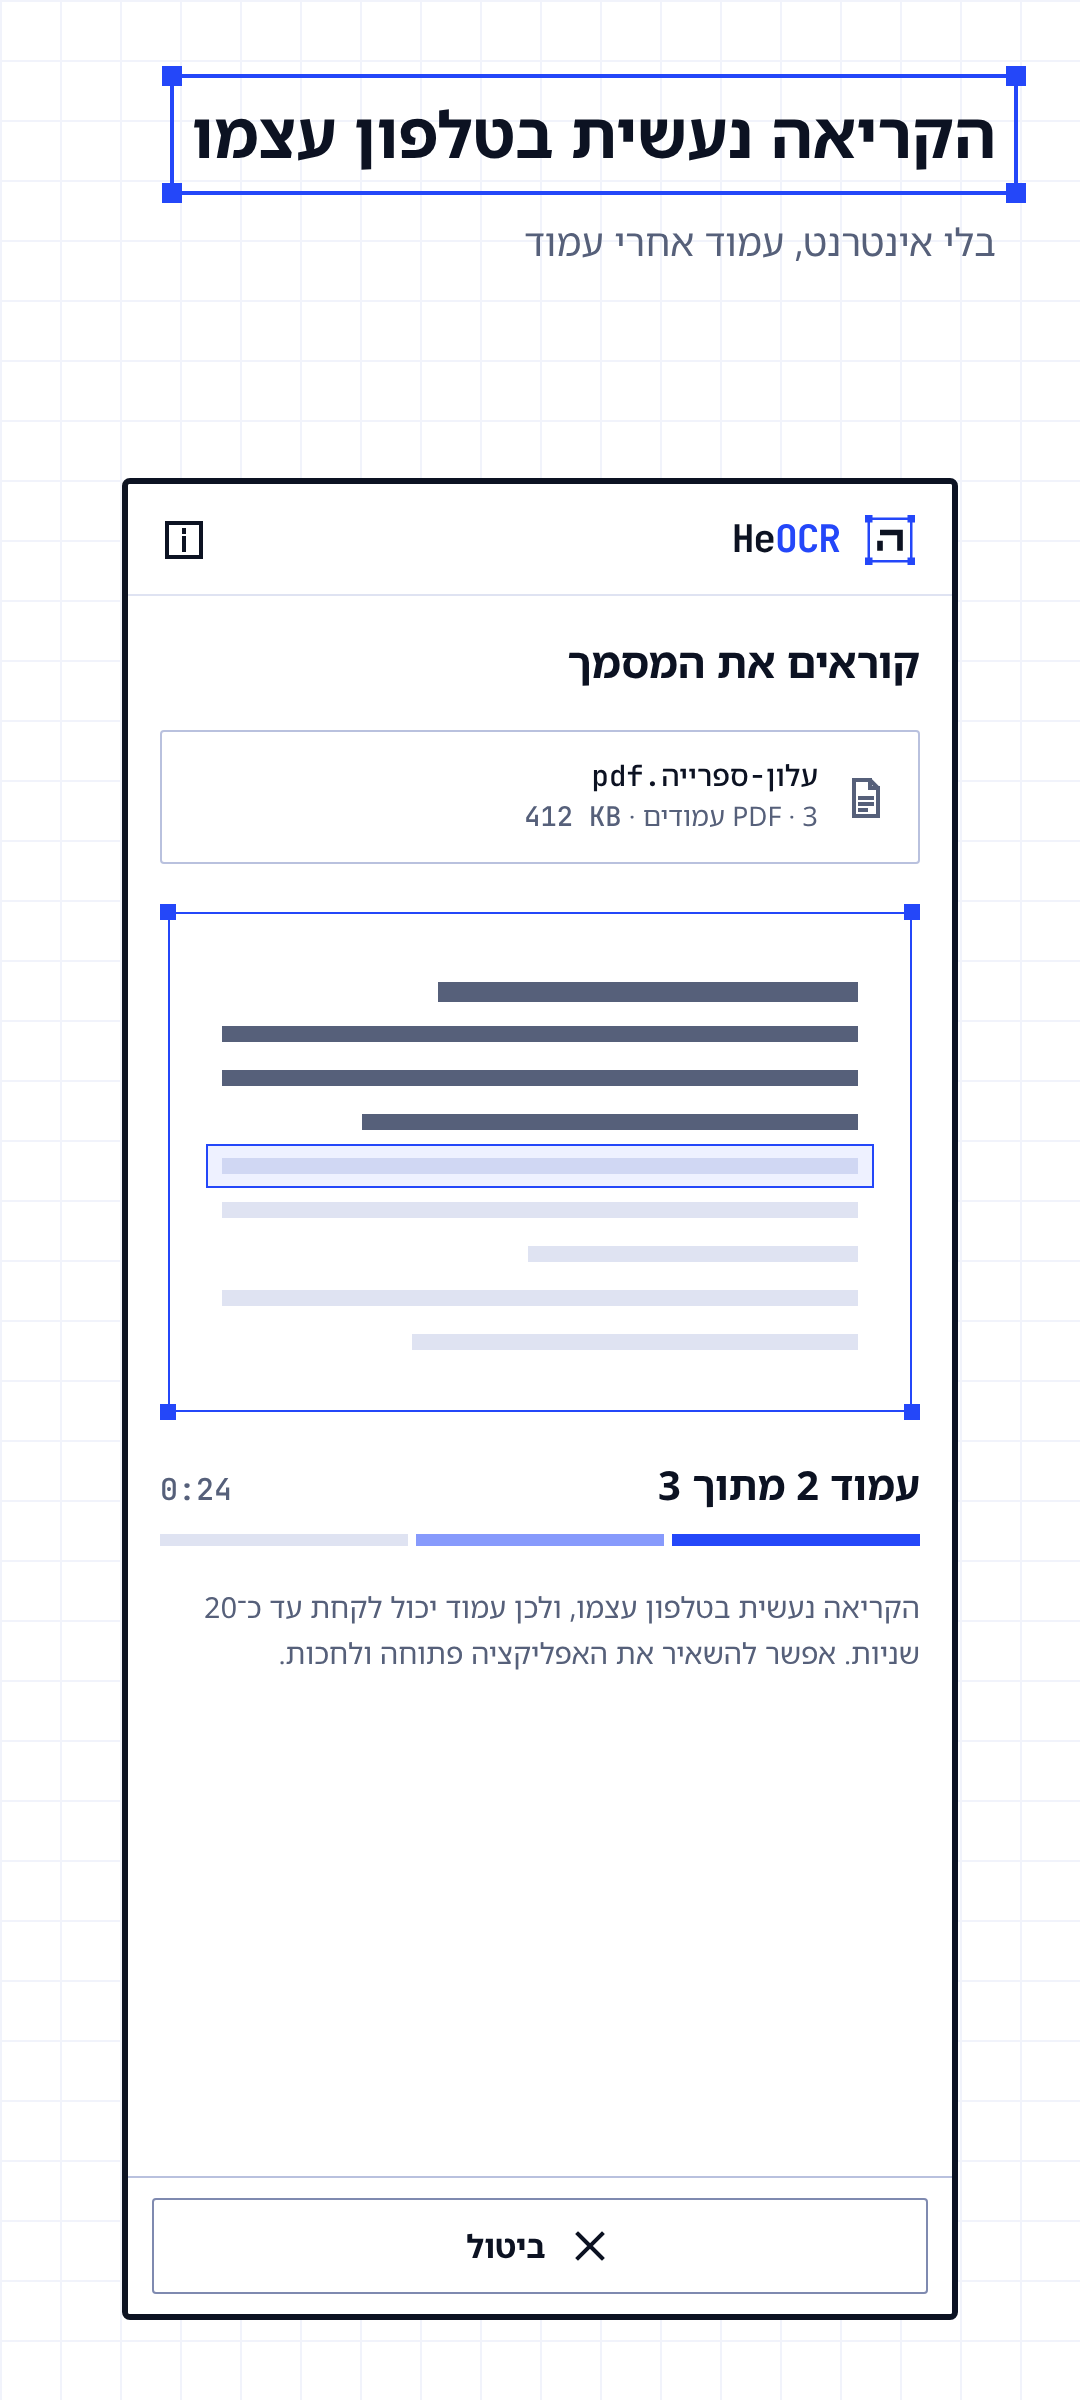 הקריאה נעשית בטלפון עצמו
בלי אינטרנט, עמוד אחרי עמוד
ה HeOCR
קוראים את המסמך
עלון-ספרייה.pdf
PDF · 3 עמודים · 412 KB
עמוד 2 מתוך 3
0:24
הקריאה נעשית בטלפון עצמו, ולכן עמוד יכול לקחת עד כ־20
שניות. אפשר להשאיר את האפליקציה פתוחה ולחכות.
ביטול